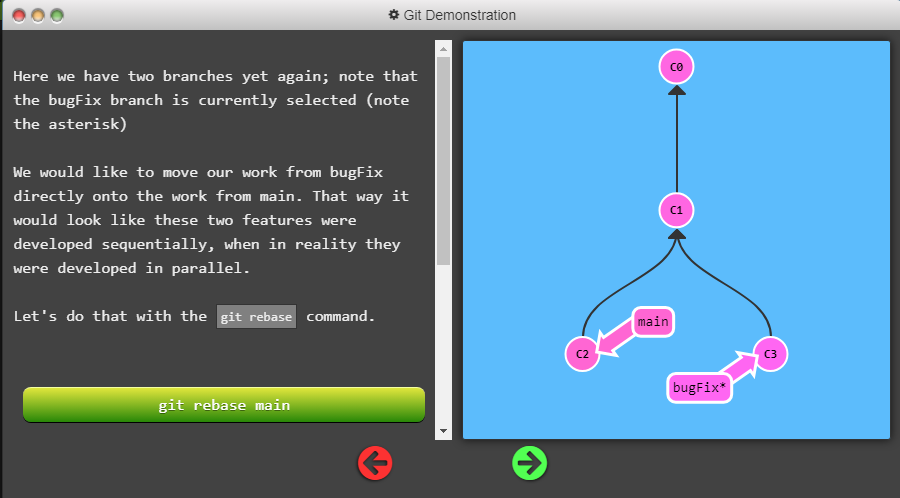 Git Demonstration
Here we have two branches yet again; note that
the bugFix branch is currently selected (note
the asterisk)
We would like to move our work from bugFix
directly onto the work from main. That way it
would look like these two features were
developed sequentially, when in reality they
were developed in parallel.
Let's do that with the git rebase command.
git rebase main
C0
C1
main
C2
C3
bugFix*